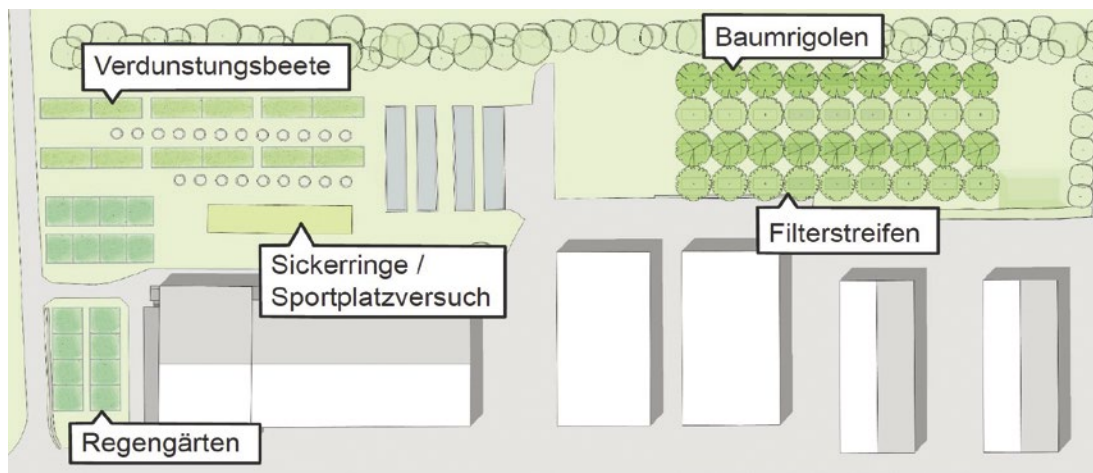 Verdunstungsbeete
Baumrigolen
Filterstreifen
Sickerringe /
Sportplatzversuch
Regengärten